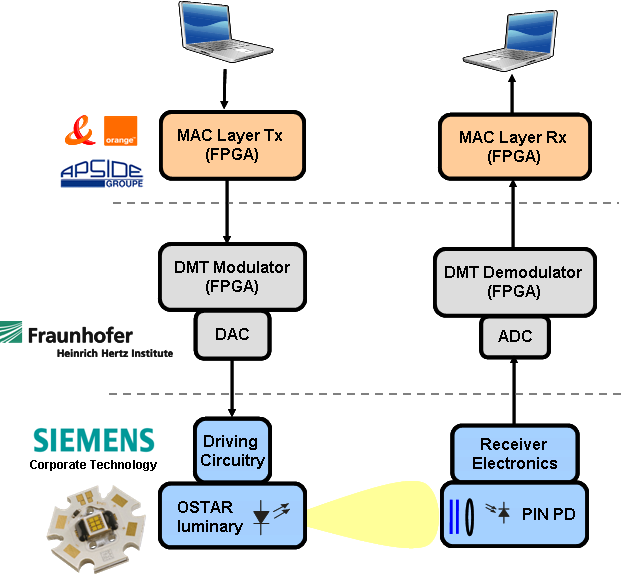 MAC Layer Tx
(FPGA)
MAC Layer Rx
(FPGA)
&
orange™
APSIDE
GROUPE
DMT Modulator
(FPGA)
DMT Demodulator
(FPGA)
DAC
ADC
Fraunhofer
Heinrich Hertz Institute
SIEMENS
Corporate Technology
Driving
Circuitry
Receiver
Electronics
OSTAR
luminary
PIN PD